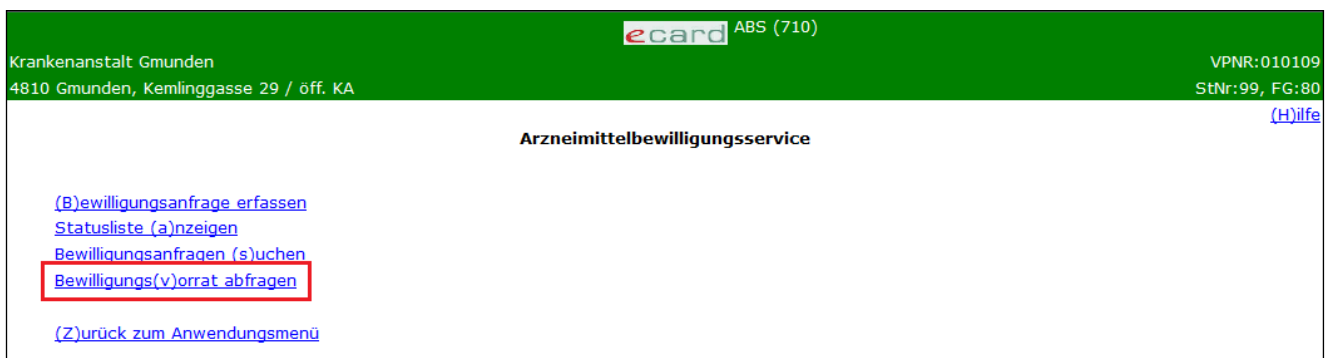 ecard ABS (710)
Krankenanstalt Gmunden VPNR:010109
4810 Gmunden, Kemlinggasse 29 / öff. KA StNr:99, FG:80
(H)ilfe
Arzneimittelbewilligungsservice
(B)ewilligungsanfrage erfassen
Statusliste (a)nzeigen
Bewilligungsanfragen (s)uchen
Bewilligungs(v)orrat abfragen
(Z)urück zum Anwendungsmenü